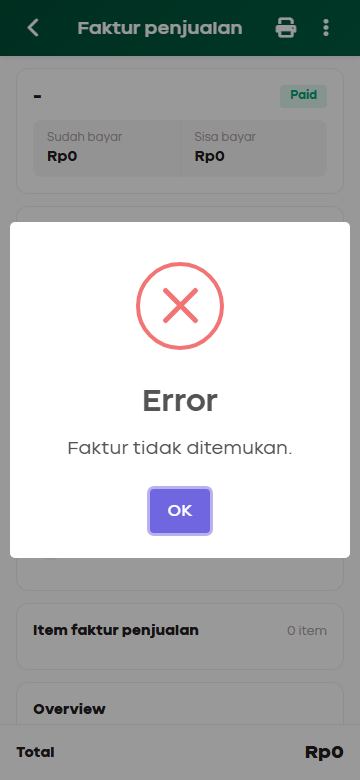 Faktur penjualan
-
Paid
Sudah bayar
Sisa bayar
Rp0
Rp0
Error
Faktur tidak ditemukan.
OK
Item faktur penjualan
0 item
Overview
Total
Rp0